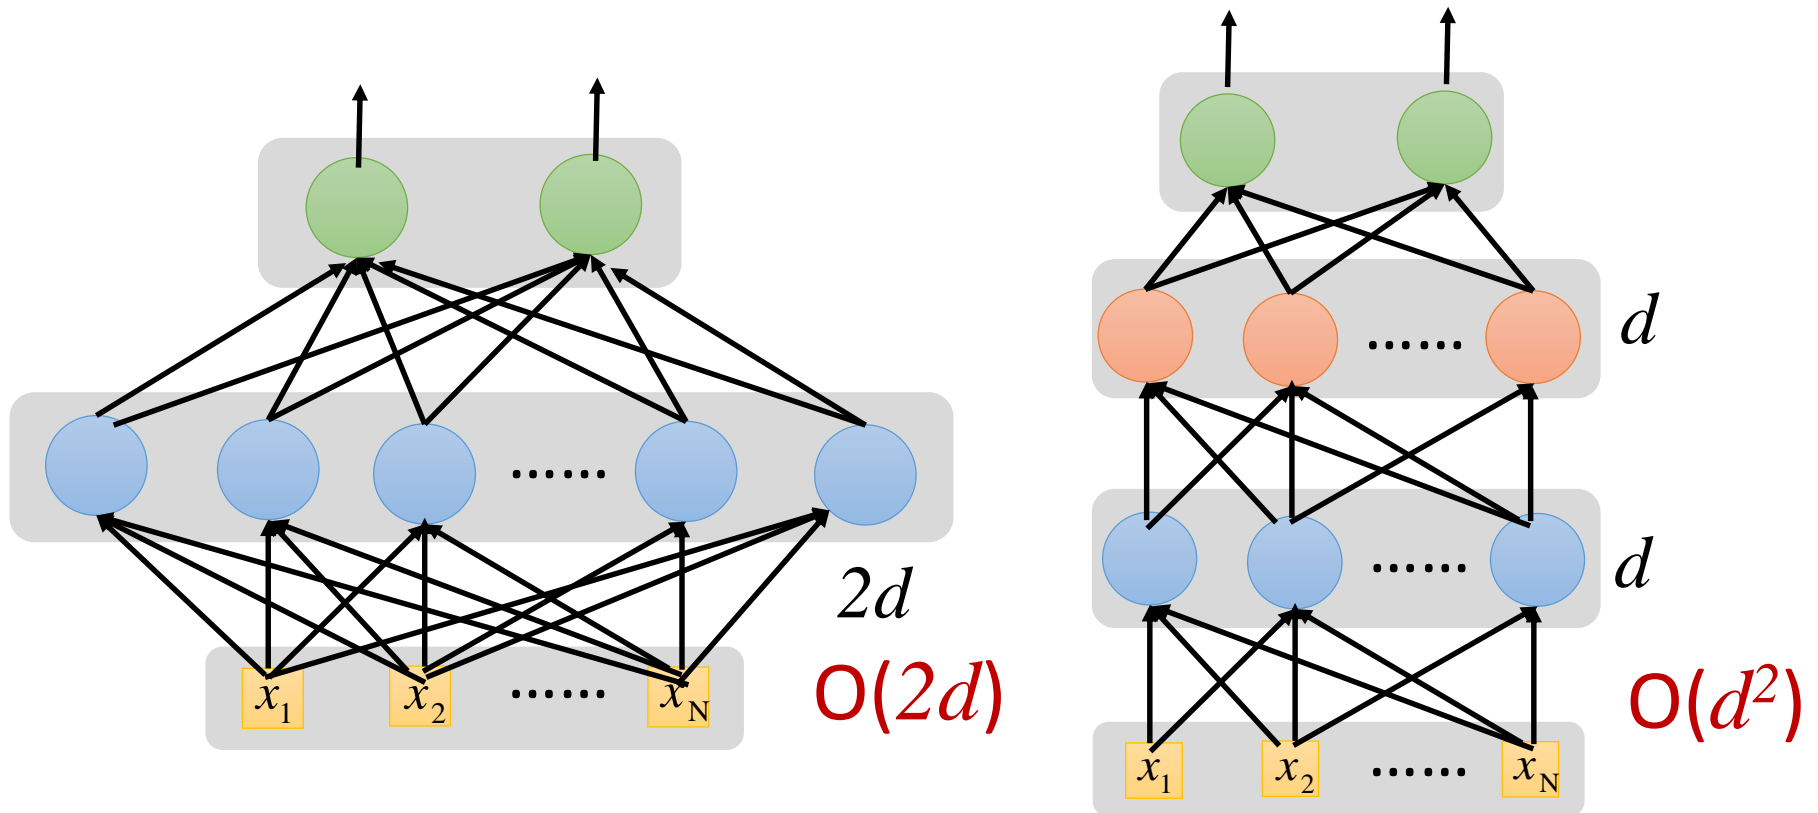 2d
x1 x2 ...... xN
O(2d)
......
d
......
d
......
O(d²)
x1 x2 ...... xN